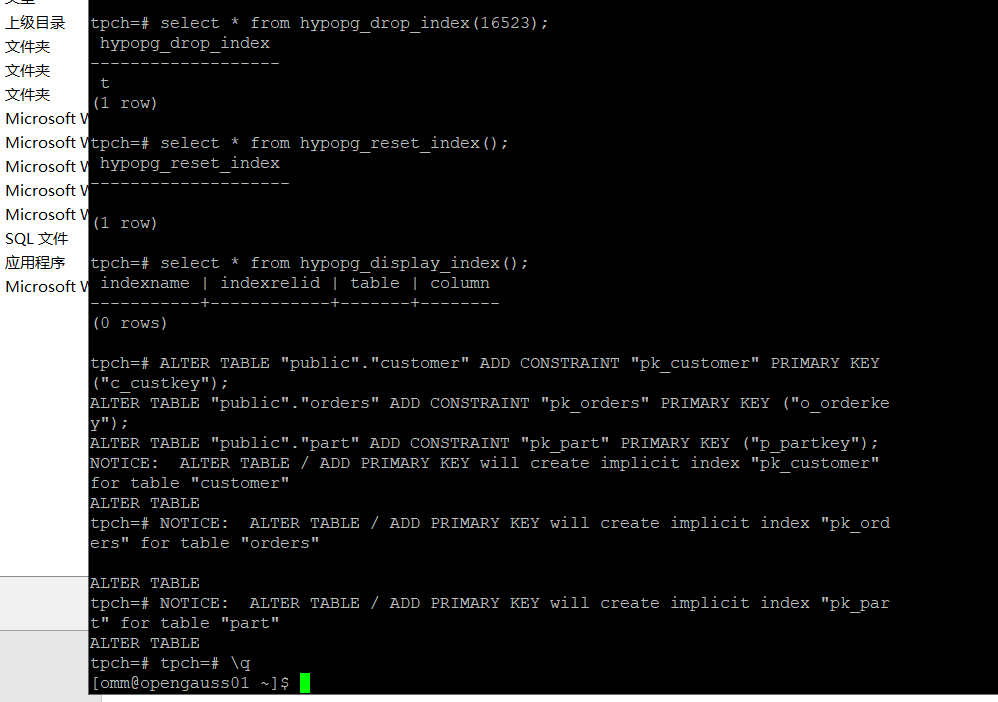 上级目录
文件夹
文件夹
文件夹
Microsoft W
Microsoft W
Microsoft W
Microsoft W
Microsoft W
SQL 文件
应用程序
Microsoft W
tpch=# select * from hypopg_drop_index(16523);
 hypopg_drop_index
-------------------
 t
(1 row)
tpch=# select * from hypopg_reset_index();
 hypopg_reset_index
--------------------
(1 row)
tpch=# select * from hypopg_display_index();
 indexname | indexrelid | table | column
-----------+------------+-------+--------
(0 rows)
tpch=# ALTER TABLE "public"."customer" ADD CONSTRAINT "pk_customer" PRIMARY KEY
("c_custkey");
ALTER TABLE "public"."orders" ADD CONSTRAINT "pk_orders" PRIMARY KEY ("o_orderke
y");
ALTER TABLE "public"."part" ADD CONSTRAINT "pk_part" PRIMARY KEY ("p_partkey");
NOTICE:  ALTER TABLE / ADD PRIMARY KEY will create implicit index "pk_customer"
for table "customer"
ALTER TABLE
tpch=# NOTICE:  ALTER TABLE / ADD PRIMARY KEY will create implicit index "pk_ord
ers" for table "orders"
ALTER TABLE
tpch=# NOTICE:  ALTER TABLE / ADD PRIMARY KEY will create implicit index "pk_par
t" for table "part"
ALTER TABLE
tpch=# tpch=# \q
[omm@opengauss01 ~]$